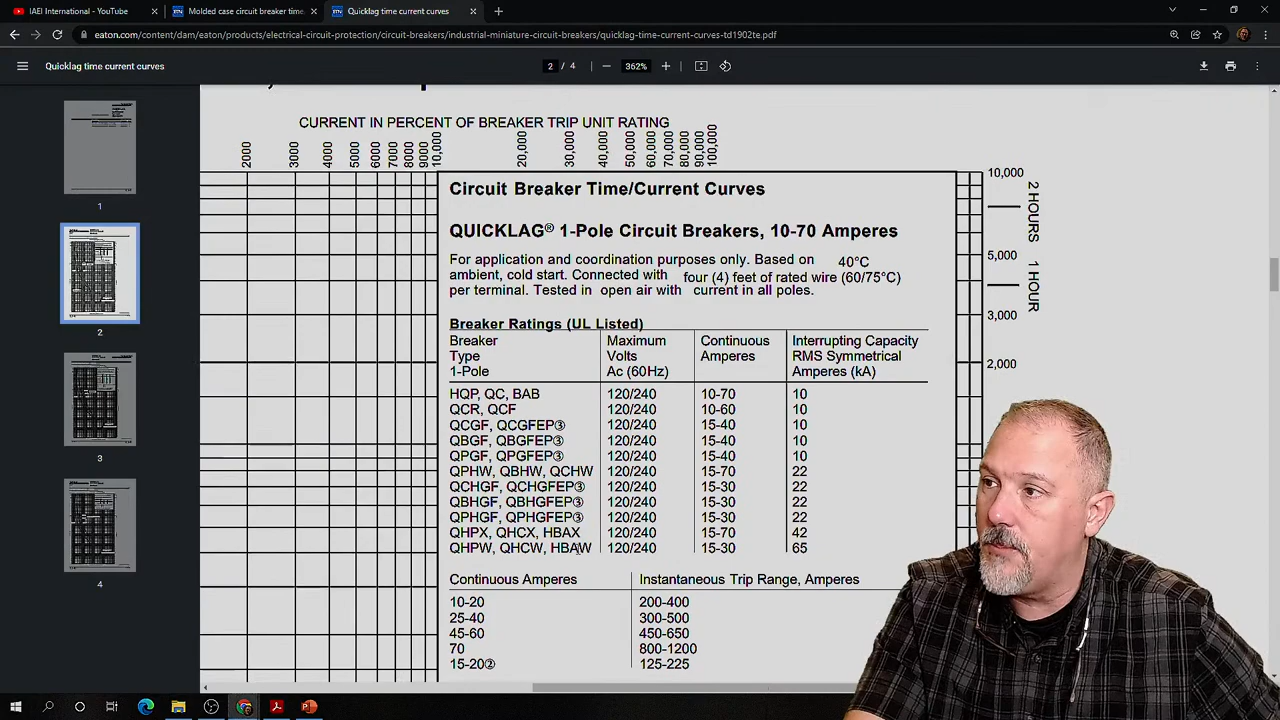 IAEI International - YouTube
Molded case circuit breaker time
Quicklag time current curves
eaton.com/content/dam/eaton/products/electrical-circuit-protection/circuit-breakers/industrial-miniature-circuit-breakers/quicklag-time-current-curves-td1902te.pdf
Quicklag time current curves
2 / 4
362%
1
2
3
4
CURRENT IN PERCENT OF BREAKER TRIP UNIT RATING
2000 3000 4000 5000 6000 7000 8000 9000 10,000 20,000 30,000 40,000 50,000 60,000 70,000 80,000 90,000 100,000
Circuit Breaker Time/Current Curves
QUICKLAG® 1-Pole Circuit Breakers, 10-70 Amperes
For application and coordination purposes only. Based on 40°C
ambient, cold start. Connected with four (4) feet of rated wire (60/75°C)
per terminal. Tested in open air with current in all poles.
Breaker Ratings (UL Listed)
Breaker Maximum Continuous Interrupting Capacity
Type Volts Amperes RMS Symmetrical
1-Pole Ac (60Hz) Amperes (kA)
HQP, QC, BAB 120/240 10-70 10
QCR, QCF 120/240 10-60 10
QCGF, QCGFEP③ 120/240 15-40 10
QBGF, QBGFEP③ 120/240 15-40 10
QPGF, QPGFEP③ 120/240 15-40 10
QPHW, QBHW, QCHW 120/240 15-70 22
QCHGF, QCHGFEP③ 120/240 15-30 22
QBHGF, QBHGFEP③ 120/240 15-30 22
QPHGF, QPHGFEP③ 120/240 15-30 22
QHPX, QHCX, HBAX 120/240 15-70 42
QHPW, QHCW, HBAW 120/240 15-30 65
Continuous Amperes Instantaneous Trip Range, Amperes
10-20 200-400
25-40 300-500
45-60 450-650
70 800-1200
15-20② 125-225
10,000
5,000
3,000
2,000
2 HOURS
1 HOUR